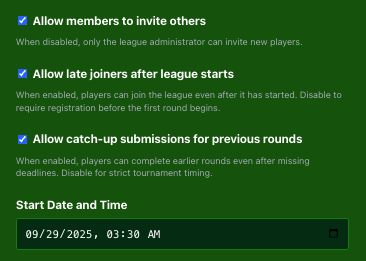 Allow members to invite others
When disabled, only the league administrator can invite new players.
Allow late joiners after league starts
When enabled, players can join the league even after it has started. Disable to
require registration before the first round begins.
Allow catch-up submissions for previous rounds
When enabled, players can complete earlier rounds even after missing
deadlines. Disable for strict tournament timing.
Start Date and Time
09/29/2025, 03:30 AM